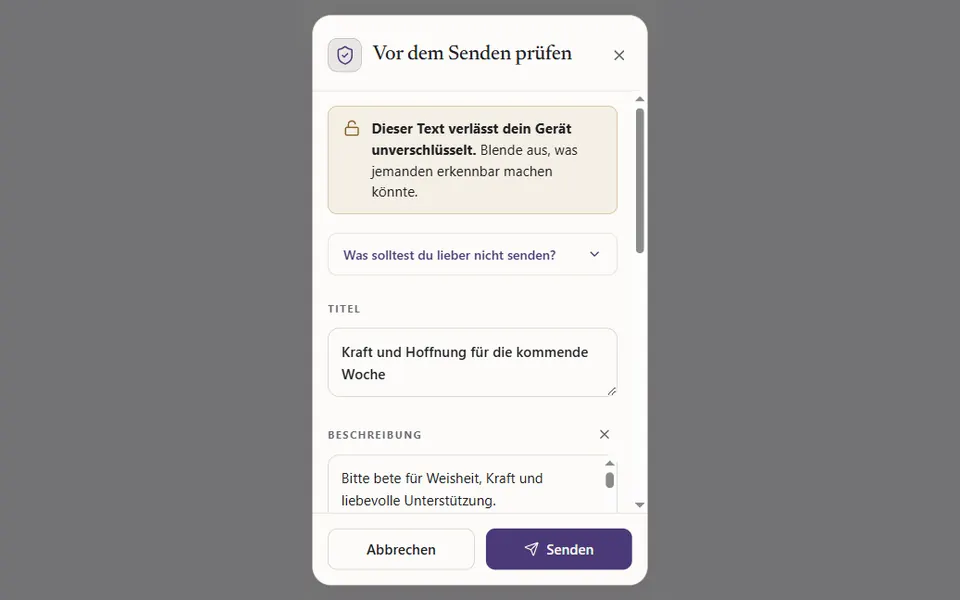 Vor dem Senden prüfen
Dieser Text verlässt dein Gerät
unverschlüsselt. Blende aus, was
jemanden erkennbar machen
könnte.
Was solltest du lieber nicht senden?
TITEL
Kraft und Hoffnung für die kommende
Woche
BESCHREIBUNG
Bitte bete für Weisheit, Kraft und
liebevolle Unterstützung.
Abbrechen
Senden